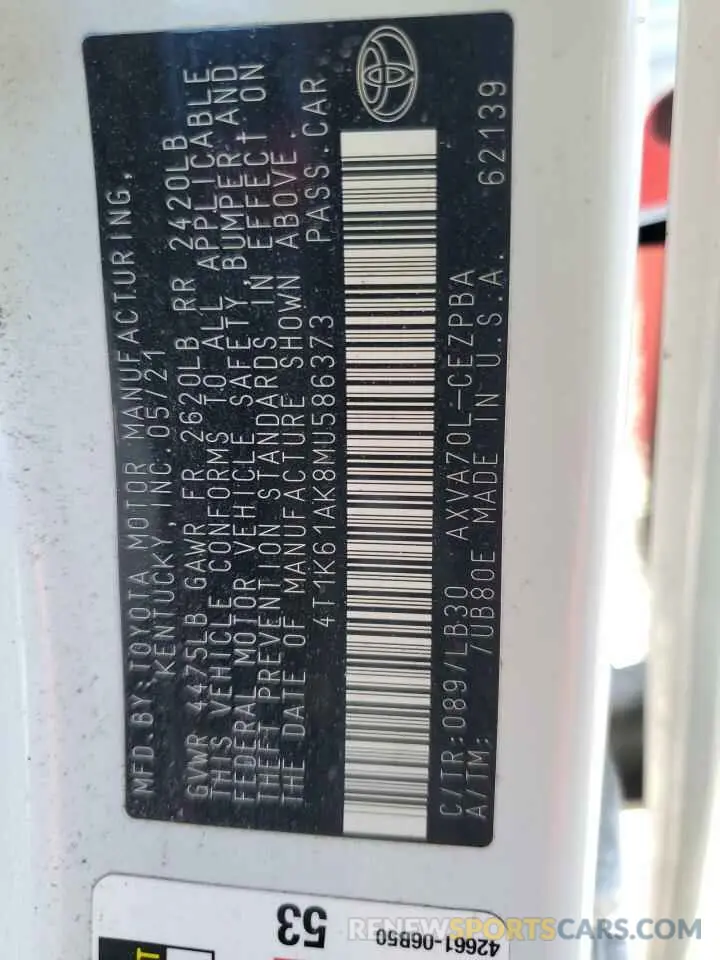 MFD.BY:TOYOTA MOTOR MANUFACTURING,
KENTUCKY,INC.05/21
GVWR 4475LB GAWR FR 2620LB RR 2420LB
THIS VEHICLE CONFORMS TO ALL APPLICABLE
FEDERAL MOTOR VEHICLE SAFETY, BUMPER, AND
THEFT PREVENTION STANDARDS IN EFFECT ON
THE DATE OF MANUFACTURE SHOWN ABOVE.
4T1K61AK8MU586373 PASS.CAR
C/TR:089/LB30 AXVA70L-CEZPBA
A/TM: 7UB80E MADE IN U.S.A. 62139
53
42661-06B50
RENEWSPORTSCARS.COM